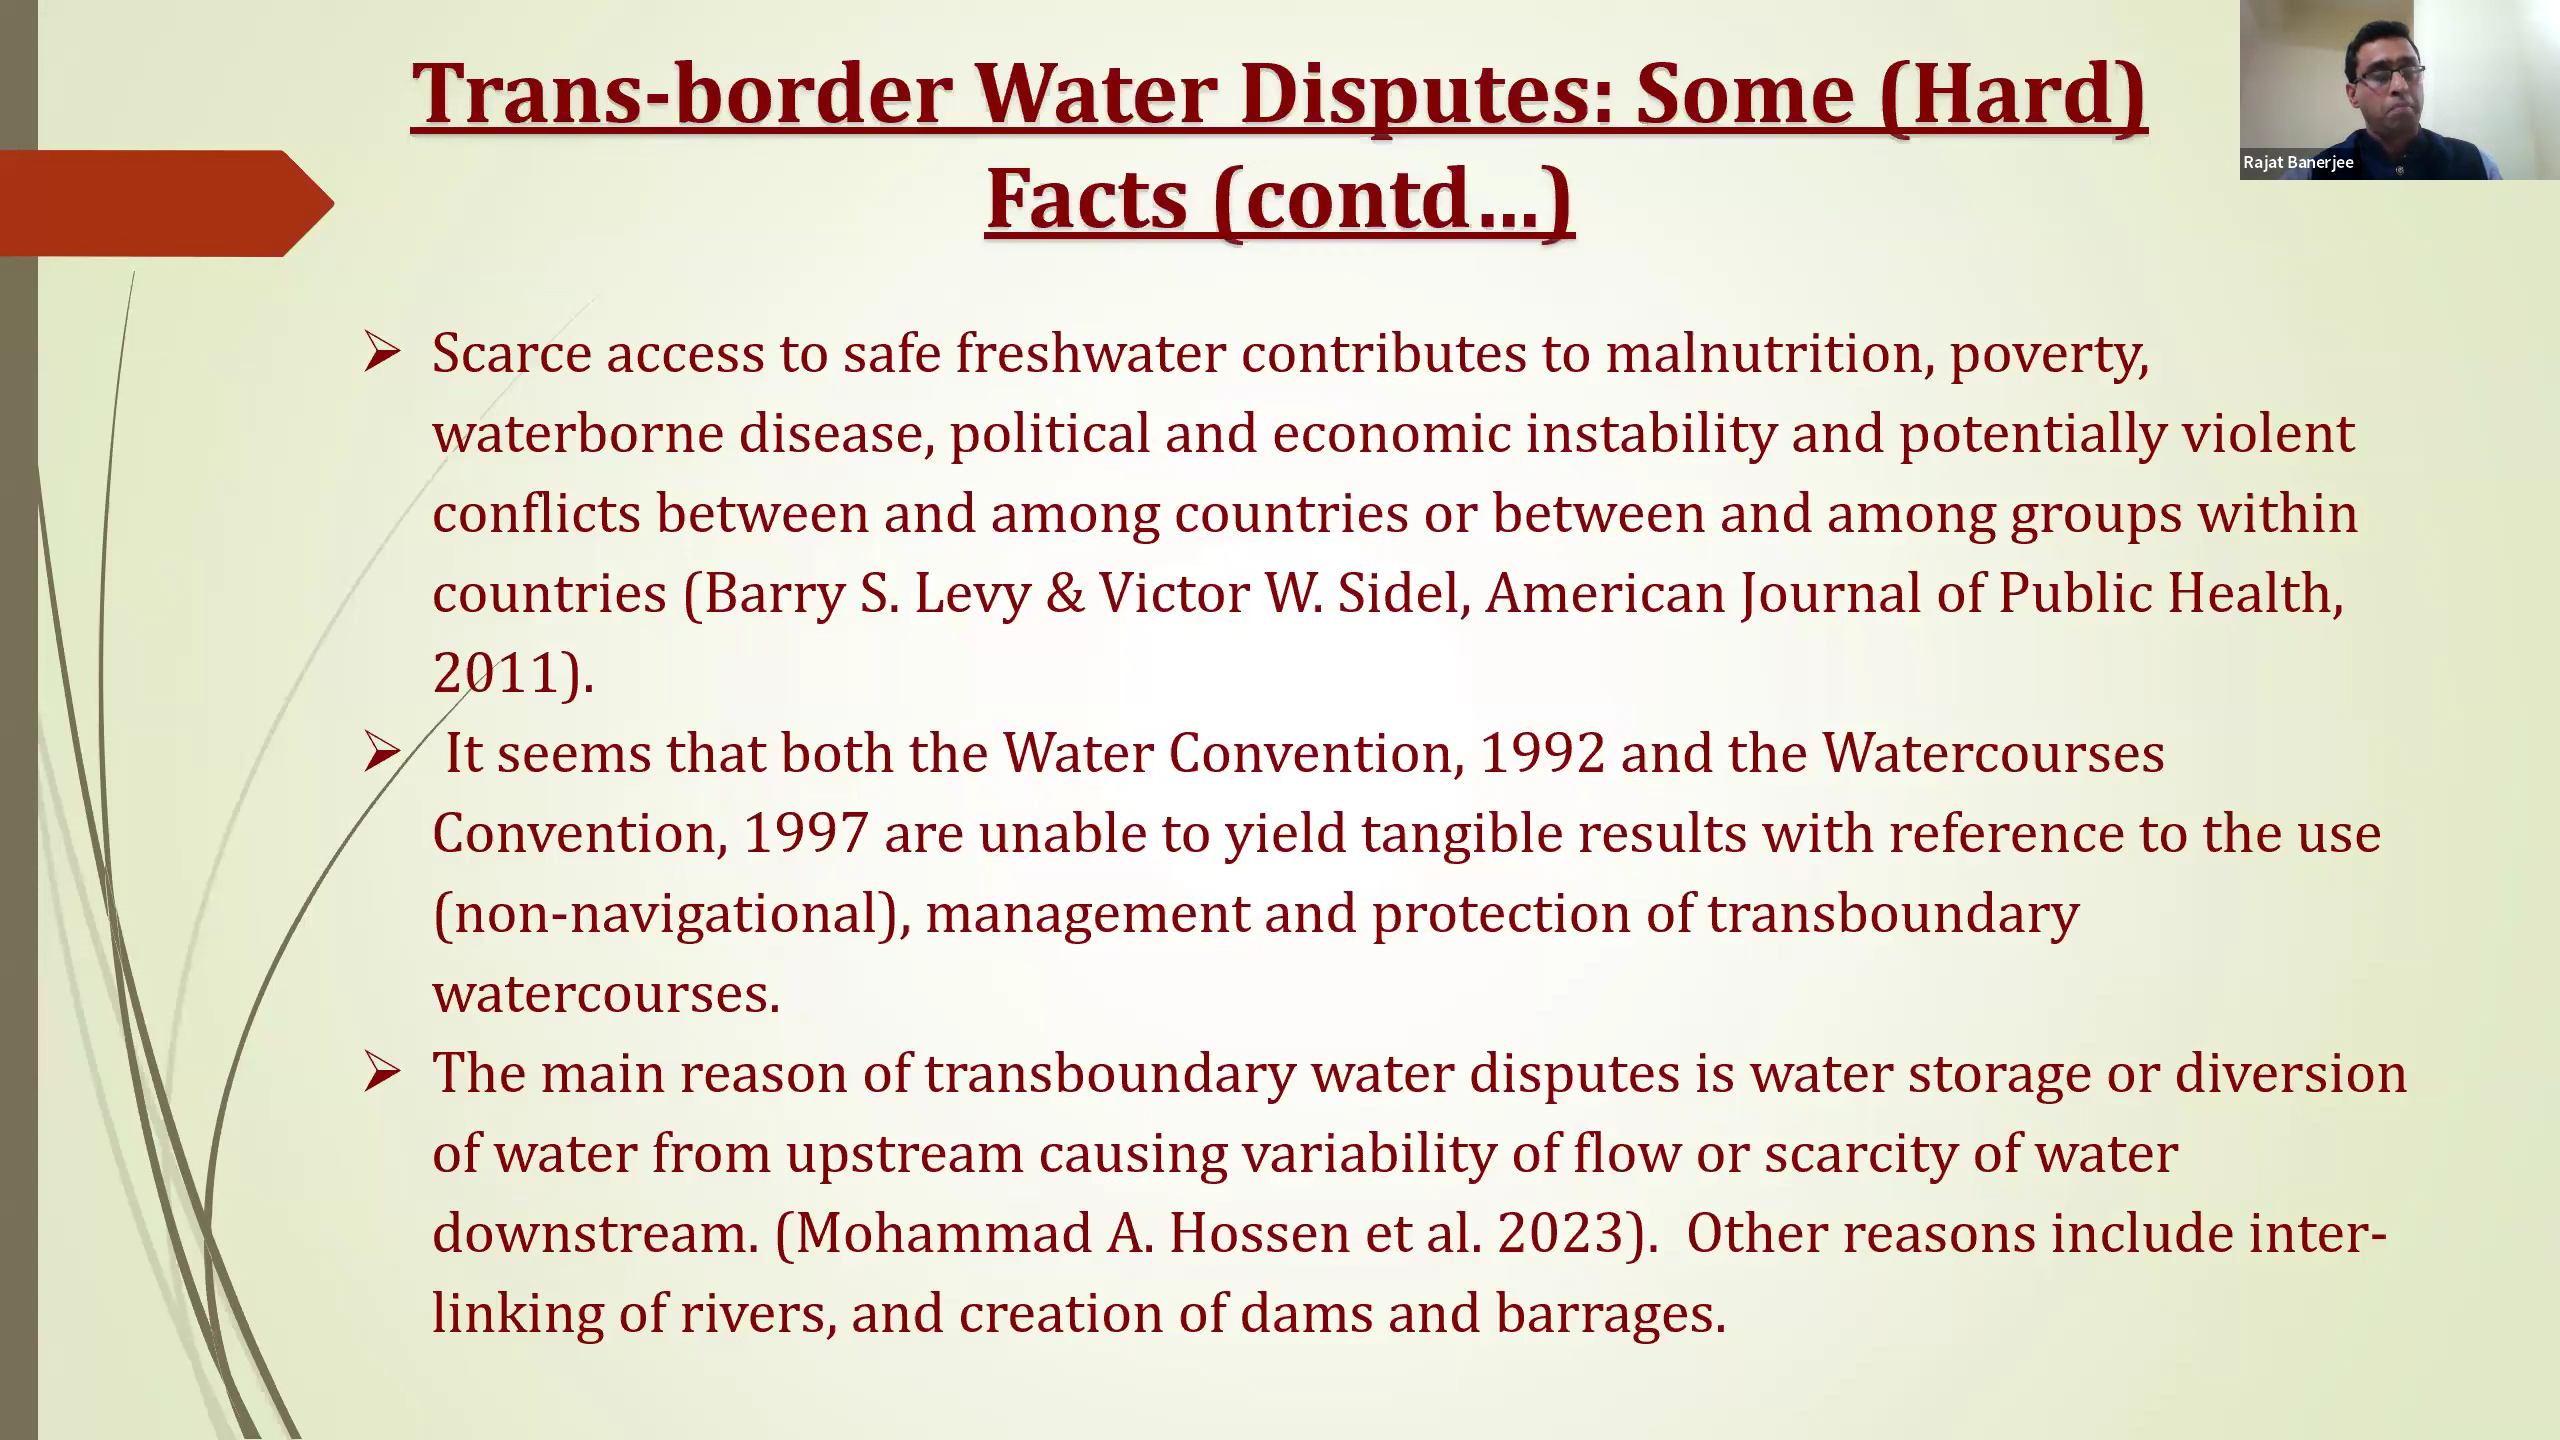 Trans-border Water Disputes: Some (Hard)
Facts (contd...)
Rajat Banerjee
➢ Scarce access to safe freshwater contributes to malnutrition, poverty,
waterborne disease, political and economic instability and potentially violent
conflicts between and among countries or between and among groups within
countries (Barry S. Levy & Victor W. Sidel, American Journal of Public Health,
2011).
➢ It seems that both the Water Convention, 1992 and the Watercourses
Convention, 1997 are unable to yield tangible results with reference to the use
(non-navigational), management and protection of transboundary
watercourses.
➢ The main reason of transboundary water disputes is water storage or diversion
of water from upstream causing variability of flow or scarcity of water
downstream. (Mohammad A. Hossen et al. 2023).  Other reasons include inter-
linking of rivers, and creation of dams and barrages.